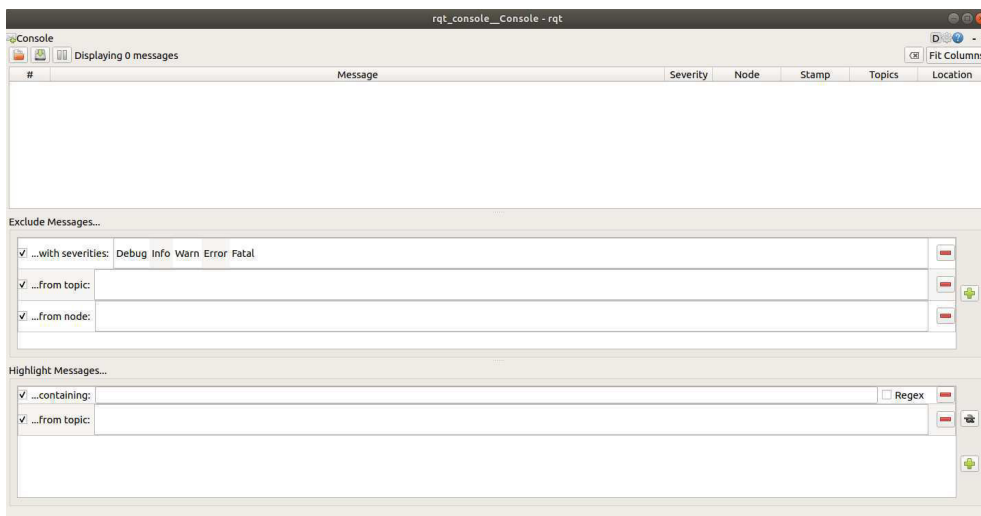 rqt_console__Console - rqt
Console
D
-
Displaying 0 messages
Fit Columns
# Message Severity Node Stamp Topics Location
Exclude Messages...
...with severities: Debug Info Warn Error Fatal
...from topic:
...from node:
Highlight Messages...
...containing:
Regex
...from topic: